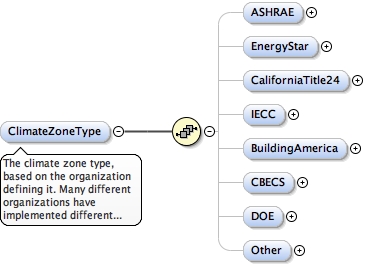 ASHRAE
EnergyStar
CaliforniaTitle24
IECC
BuildingAmerica
CBECS
DOE
Other
ClimateZoneType
The climate zone type,
based on the organization
defining it. Many different
organizations have
implemented different...